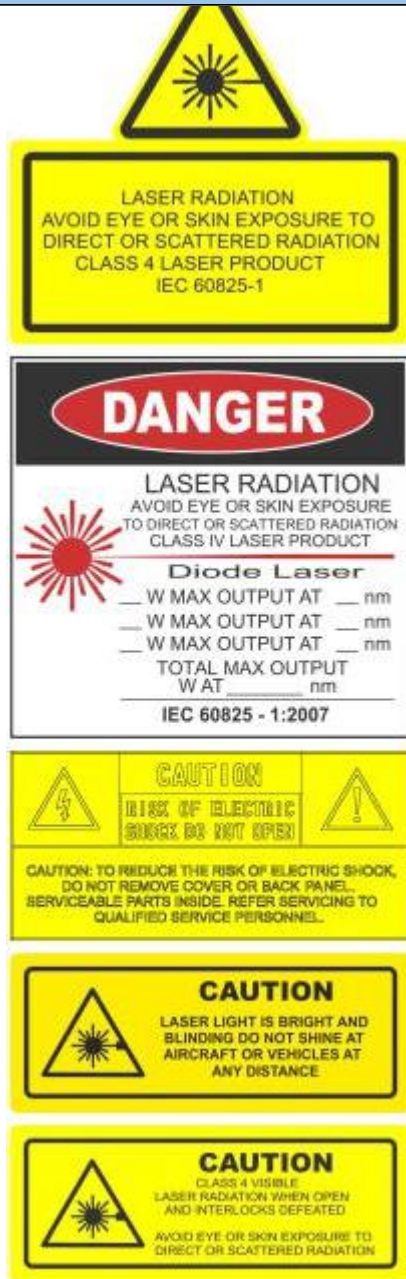 LASER RADIATION
AVOID EYE OR SKIN EXPOSURE TO
DIRECT OR SCATTERED RADIATION
CLASS 4 LASER PRODUCT
IEC 60825-1
DANGER
LASER RADIATION
AVOID EYE OR SKIN EXPOSURE
TO DIRECT OR SCATTERED RADIATION
CLASS IV LASER PRODUCT
Diode Laser
__ W MAX OUTPUT AT __ nm
__ W MAX OUTPUT AT __ nm
__ W MAX OUTPUT AT __ nm
TOTAL MAX OUTPUT
W AT _______ nm
IEC 60825 - 1:2007
CAUTION
RISK OF ELECTRIC
SHOCK DO NOT OPEN
CAUTION: TO REDUCE THE RISK OF ELECTRIC SHOCK,
DO NOT REMOVE COVER OR BACK PANEL.
SERVICEABLE PARTS INSIDE. REFER SERVICING TO
QUALIFIED SERVICE PERSONNEL.
CAUTION
LASER LIGHT IS BRIGHT AND
BLINDING DO NOT SHINE AT
AIRCRAFT OR VEHICLES AT
ANY DISTANCE
CAUTION
CLASS 4 VISIBLE
LASER RADIATION WHEN OPEN
AND INTERLOCKS DEFEATED
AVOID EYE OR SKIN EXPOSURE TO
DIRECT OR SCATTERED RADIATION